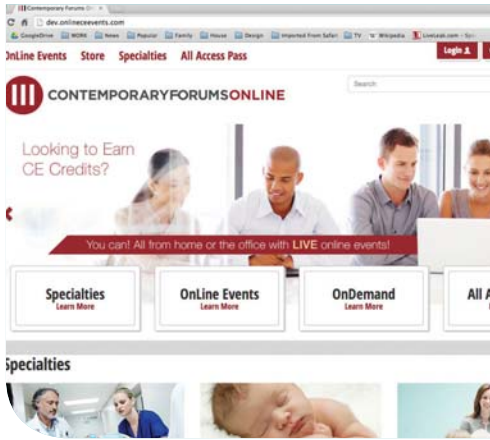 Contemporary Forums On
dev.onlineceevents.com
GoogleDrive WORK News Popular Family House Design Imported From Safari TV Wikipedia LiveLeak.com
OnLine Events Store Specialties All Access Pass
Login
CONTEMPORARYFORUMSONLINE
Search
Looking to Earn
CE Credits?
You can! All from home or the office with LIVE online events!
Specialties OnLine Events OnDemand All A
Learn More Learn More Learn More
Specialties